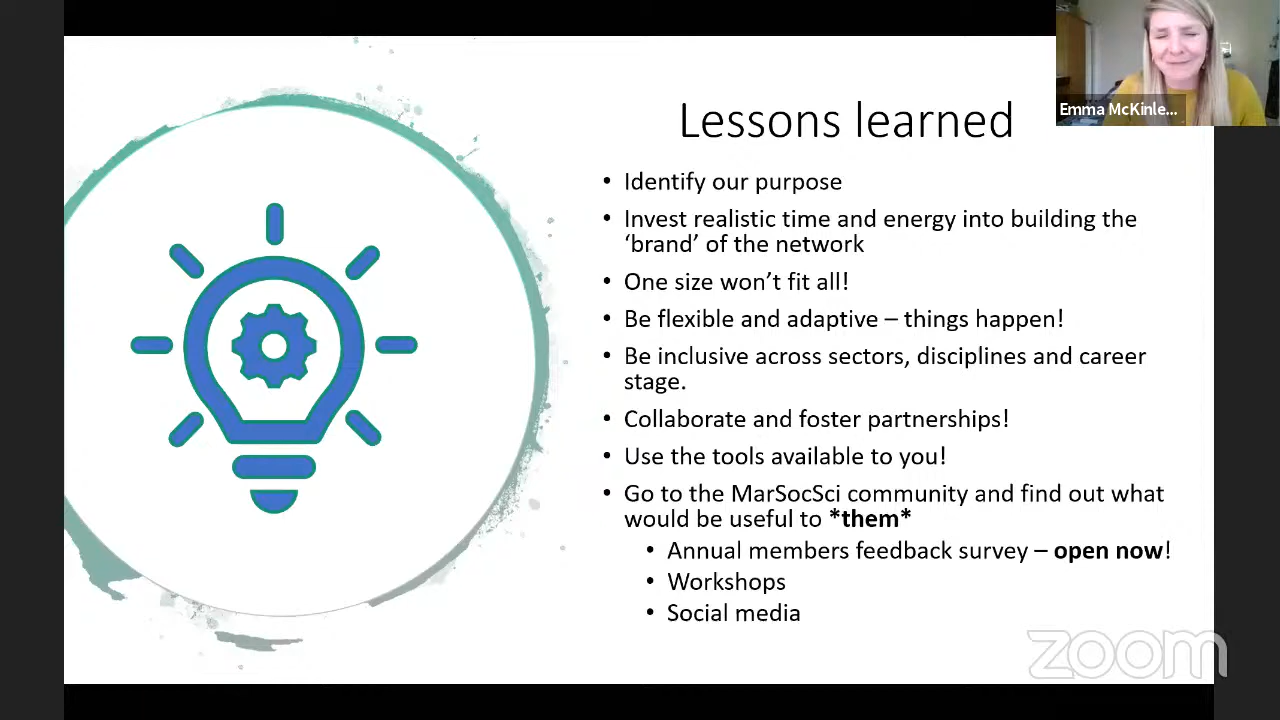 Lessons learned
• Identify our purpose
• Invest realistic time and energy into building the
‘brand’ of the network
• One size won’t fit all!
• Be flexible and adaptive – things happen!
• Be inclusive across sectors, disciplines and career
stage.
• Collaborate and foster partnerships!
• Use the tools available to you!
• Go to the MarSocSci community and find out what
would be useful to *them*
• Annual members feedback survey – open now!
• Workshops
• Social media
Emma McKinle...
zoom